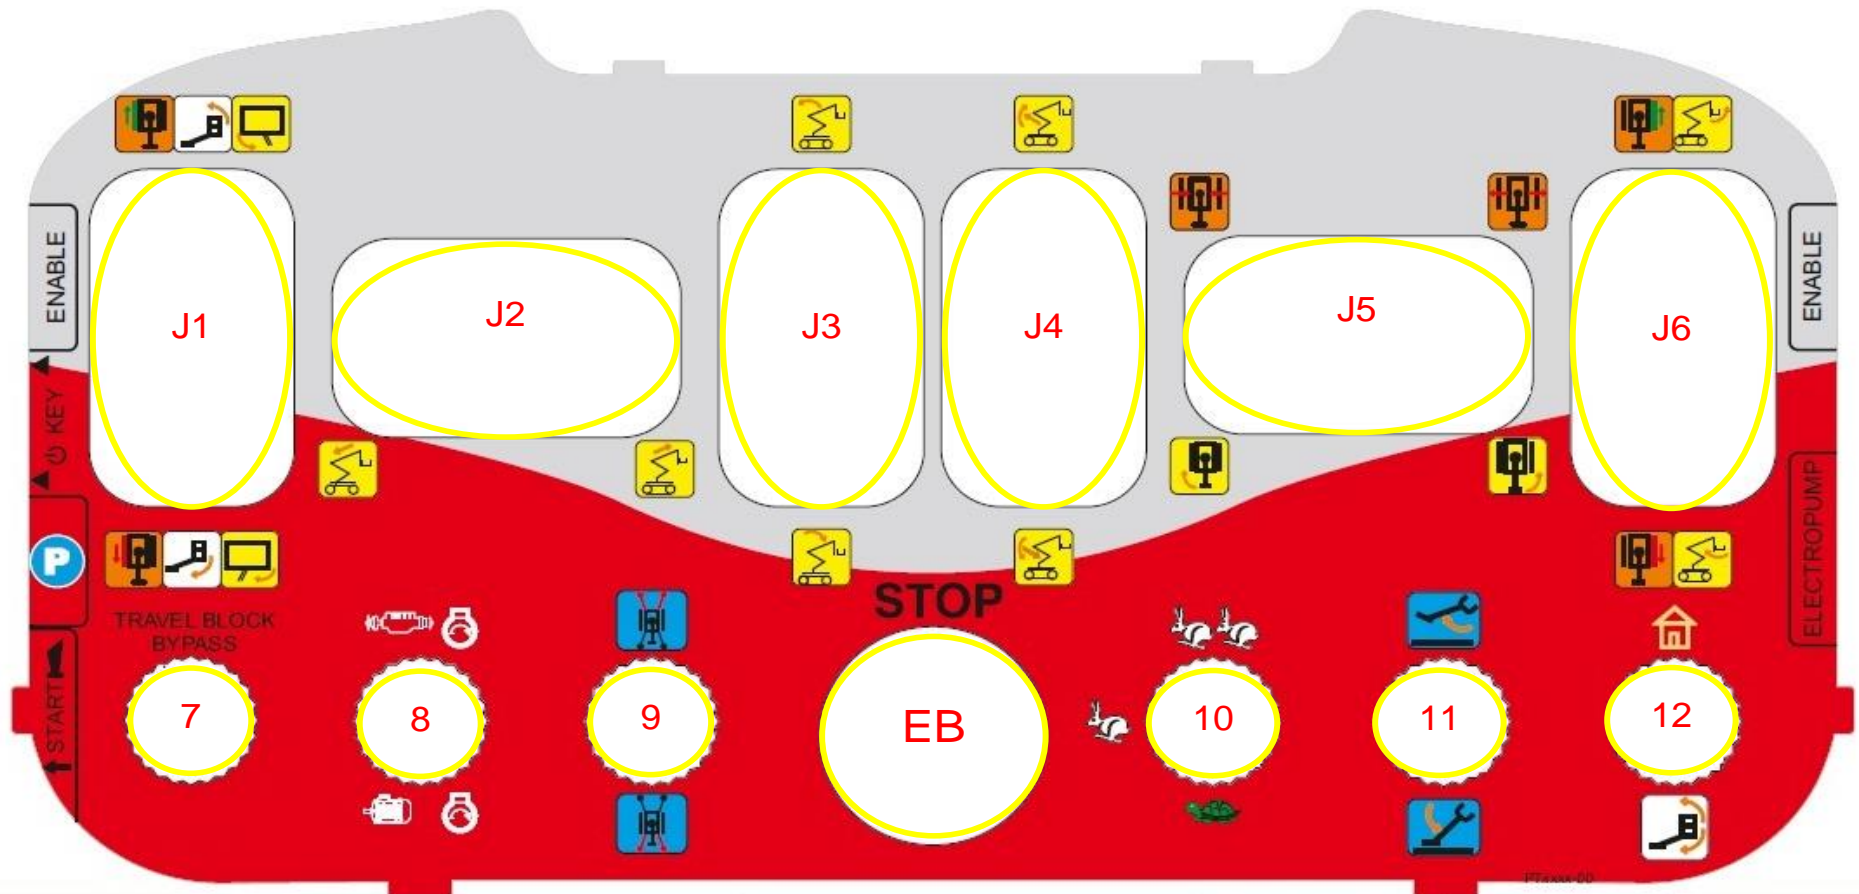 ENABLE
J1
J2
J3
J4
J5
J6
ENABLE
KEY
P
START
ELECTROPUMP
TRAVEL BLOCK
BYPASS
STOP
7
8
9
EB
10
11
12